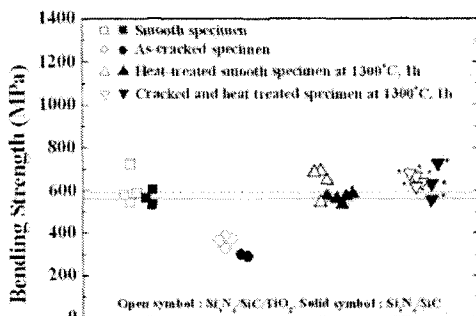 Bending Strength (MPa)
1400
1200
1000
800
600
400
200
0
Smooth specimen
As-cracked specimen
Heat-treated smooth specimen at 1300°C, 1h
Cracked and heat treated specimen at 1300°C, 1h
Open symbol : Si₃N₄/SiC/TiO₂, Solid symbol : Si₃N₄/SiC